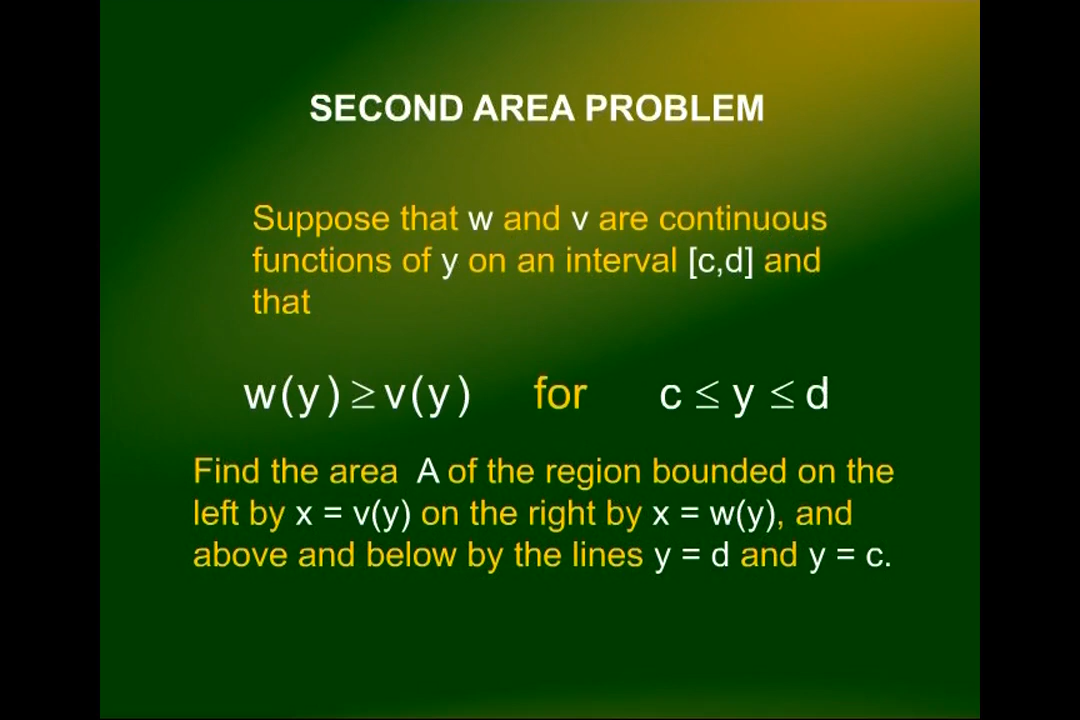 SECOND AREA PROBLEM
Suppose that w and v are continuous
functions of y on an interval [c,d] and
that
w(y) ≥ v(y) for c ≤ y ≤ d
Find the area A of the region bounded on the
left by x = v(y) on the right by x = w(y), and
above and below by the lines y = d and y = c.